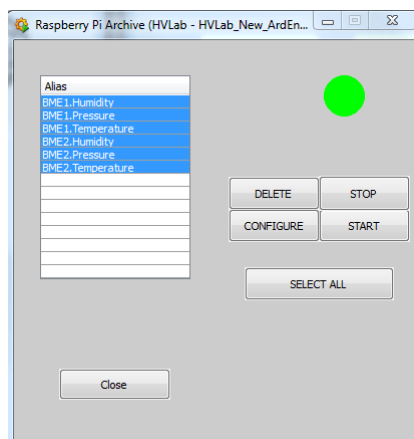 Raspberry Pi Archive (HVLab - HVLab_New_ArdEn...
Alias
BME1.Humidity
BME1.Pressure
BME1.Temperature
BME2.Humidity
BME2.Pressure
BME2.Temperature
DELETE STOP
CONFIGURE START
SELECT ALL
Close